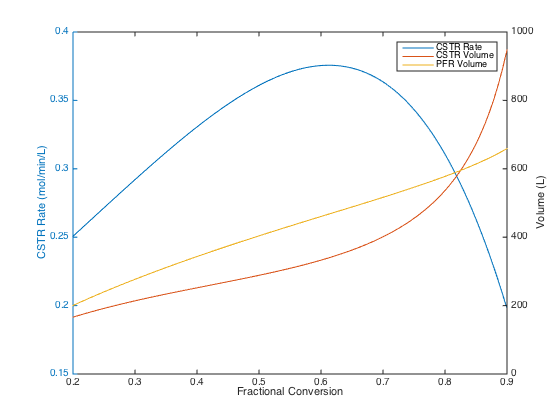 0.4
0.35
0.3
0.25
0.2
0.15
CSTR Rate (mol/min/L)
CSTR Rate
CSTR Volume
PFR Volume
1000
800
600
400
200
0
Volume (L)
0.2 0.3 0.4 0.5 0.6 0.7 0.8 0.9
Fractional Conversion